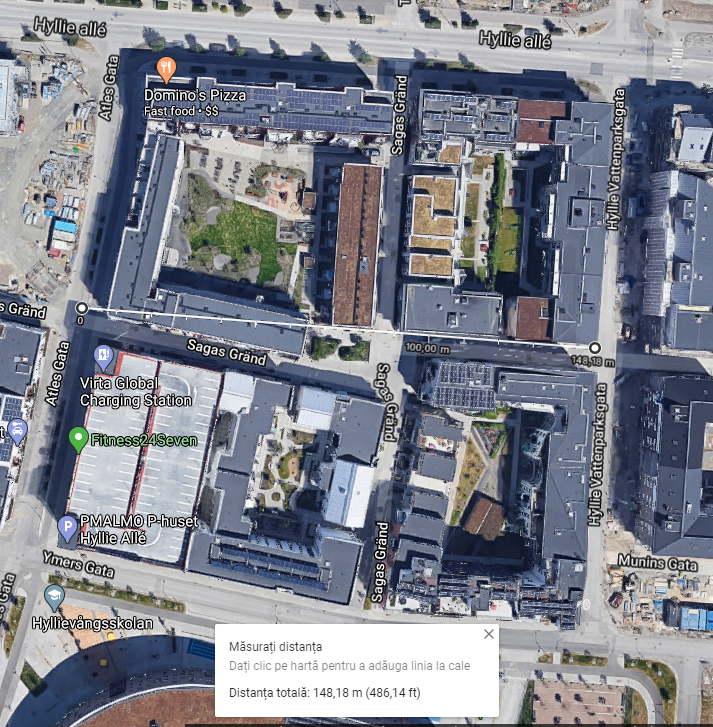 Hyllie allé
Hyllie allé
Atles Gata
Domino's Pizza
Fast food • $$
Sagas Gränd
Hyllie Vattenparksgata
s Gränd
0
Sagas Gränd
100,00 m
148,18 m
Atles Gata
Virta Global
Charging Station
Sagas Gränd
Fitness24Seven
Hyllie Vattenparksgata
PMALMÖ P-huset
Hyllie Allé
Sagas Gränd
Ymers Gata
Munins Gata
Hyllievångsskolan
Măsurați distanța
Dați clic pe hartă pentru a adăuga linia la cale
Distanța totală: 148,18 m (486,14 ft)